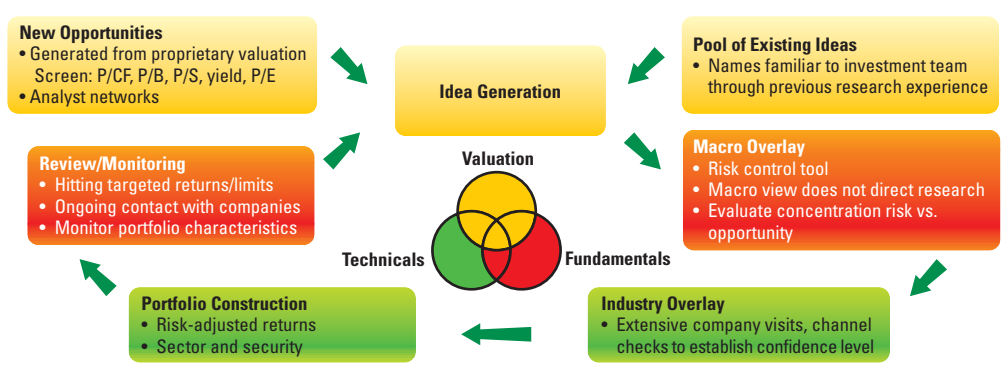 New Opportunities
• Generated from proprietary valuation
Screen: P/CF, P/B, P/S, yield, P/E
• Analyst networks
Idea Generation
Pool of Existing Ideas
• Names familiar to investment team
through previous research experience
Review/Monitoring
• Hitting targeted returns/limits
• Ongoing contact with companies
• Monitor portfolio characteristics
Valuation
Technicals
Fundamentals
Macro Overlay
• Risk control tool
• Macro view does not direct research
• Evaluate concentration risk vs.
opportunity
Portfolio Construction
• Risk-adjusted returns
• Sector and security
Industry Overlay
• Extensive company visits, channel
checks to establish confidence level